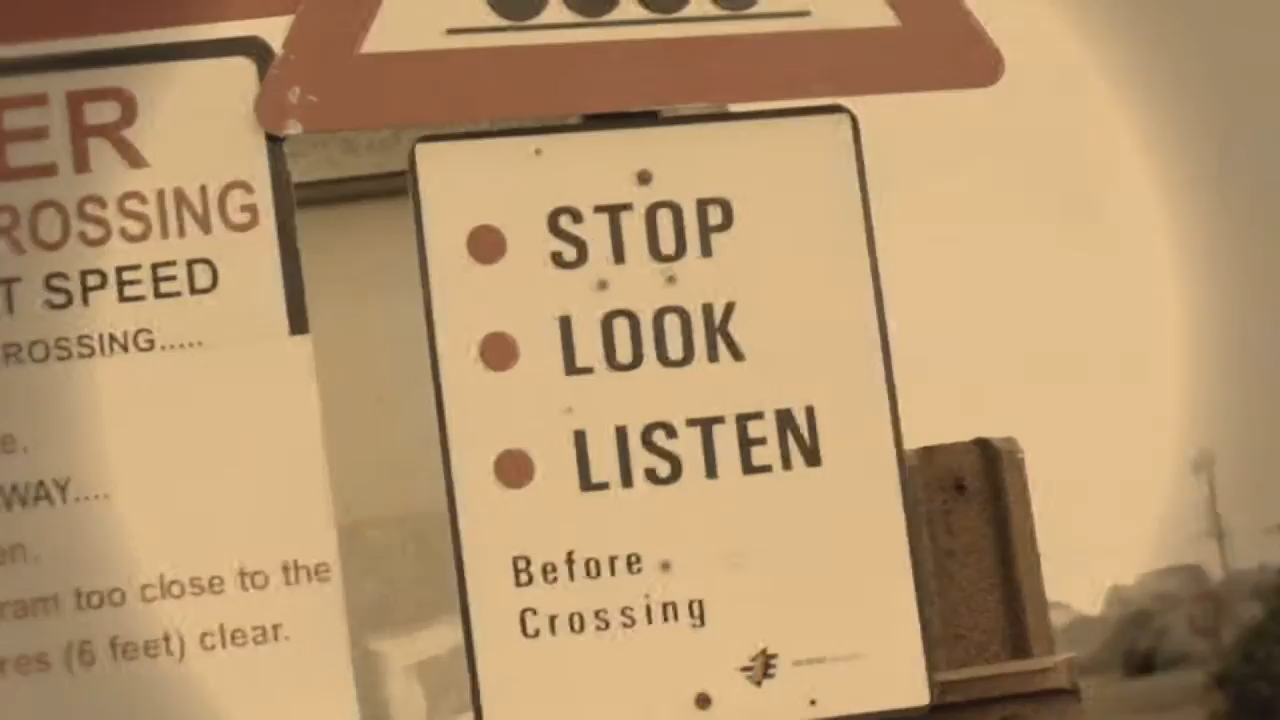 ER
ROSSING
T SPEED
ROSSING.....
e.
WAY....
en.
ram too close to the
res (6 feet) clear.
STOP
LOOK
LISTEN
Before
Crossing